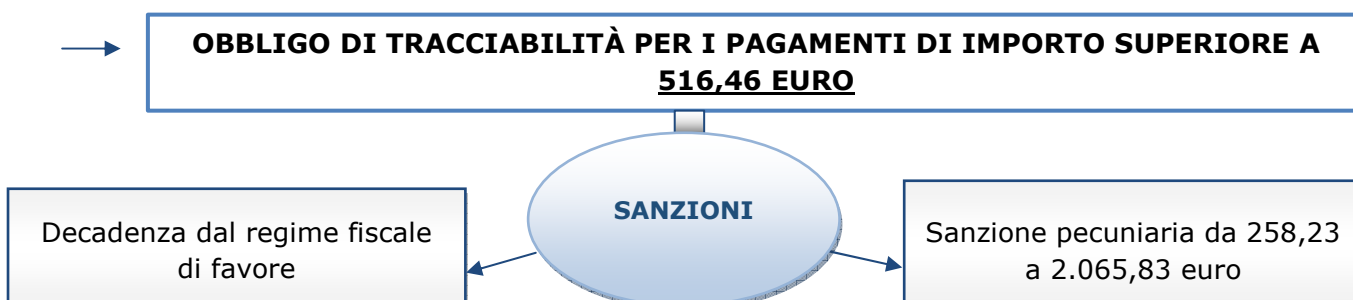 OBBLIGO DI TRACCIABILITÀ PER I PAGAMENTI DI IMPORTO SUPERIORE A
516,46 EURO
SANZIONI
Decadenza dal regime fiscale
di favore
Sanzione pecuniaria da 258,23
a 2.065,83 euro